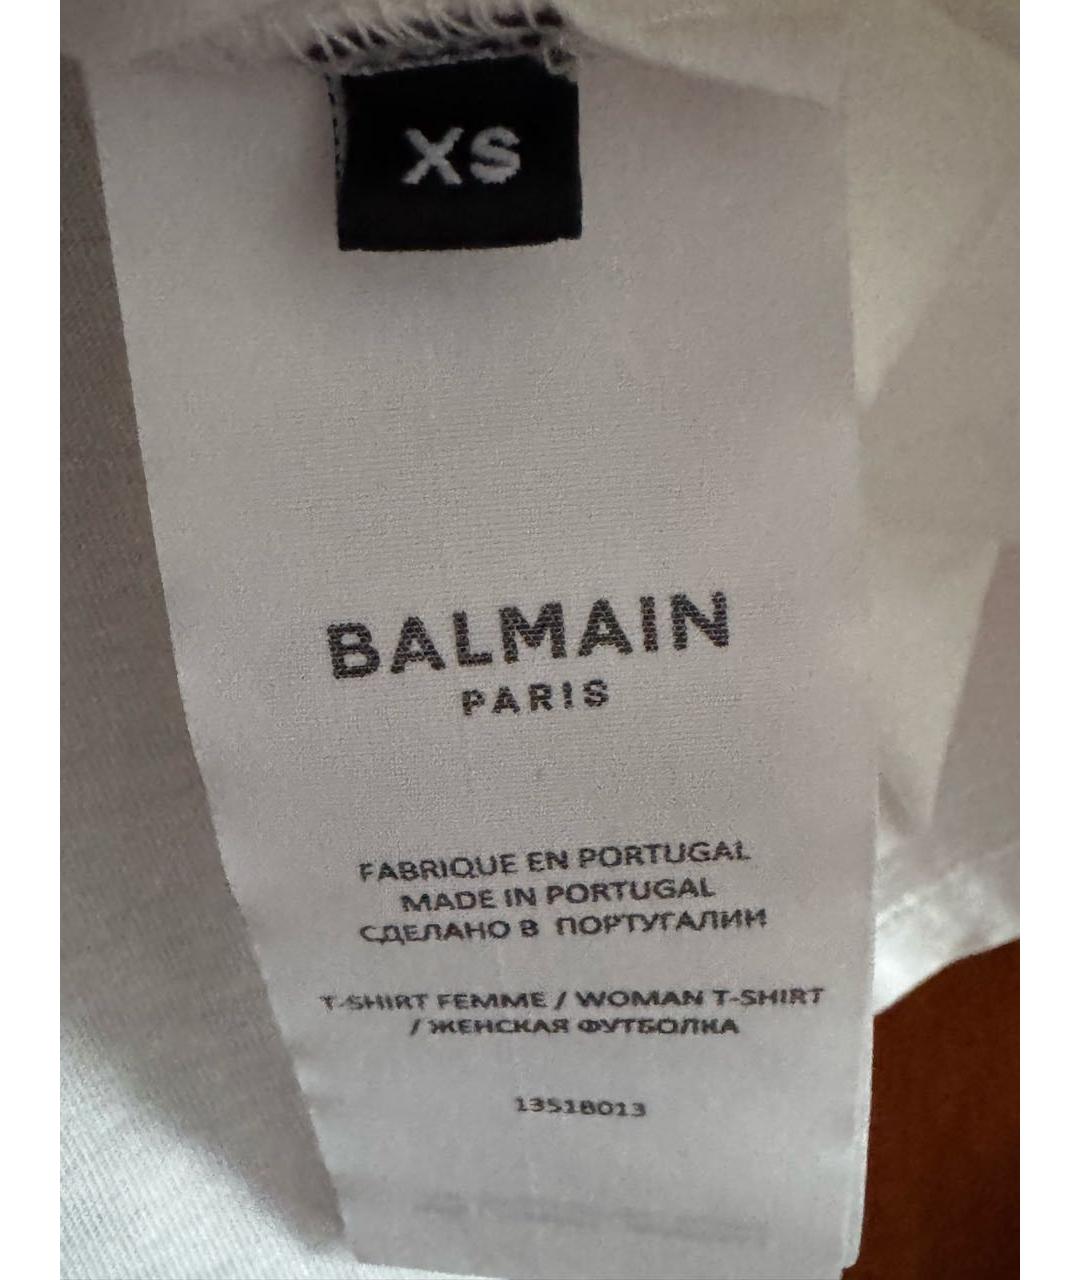 XS
BALMAIN
PARIS
FABRIQUE EN PORTUGAL
MADE IN PORTUGAL
СДЕЛАНО В ПОРТУГАЛИИ
T-SHIRT FEMME / WOMAN T-SHIRT
/ ЖЕНСКАЯ ФУТБОЛКА
13518013